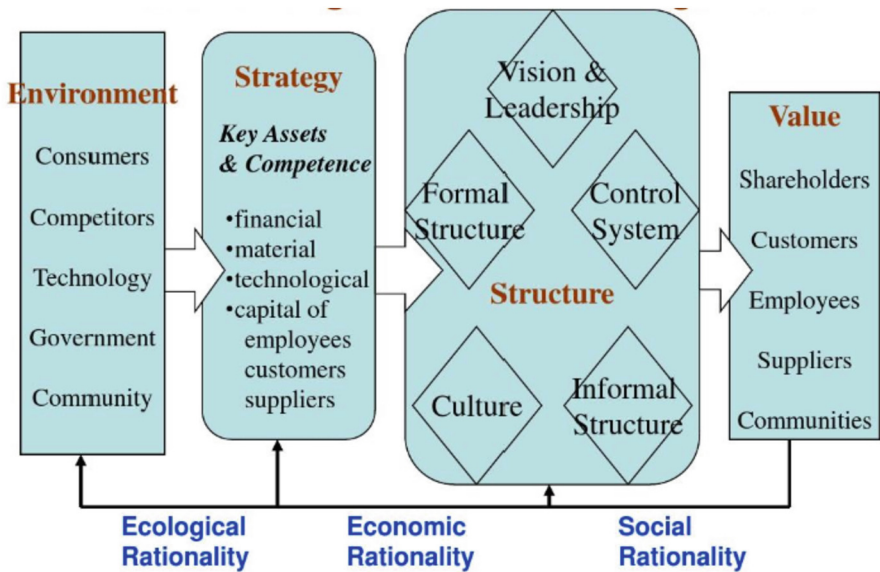 Environment
Consumers
Competitors
Technology
Government
Community
Strategy
Key Assets
& Competence
•financial
•material
•technological
•capital of
employees
customers
suppliers
Vision &
Leadership
Formal
Structure
Control
System
Structure
Culture
Informal
Structure
Value
Shareholders
Customers
Employees
Suppliers
Communities
Ecological
Rationality
Economic
Rationality
Social
Rationality